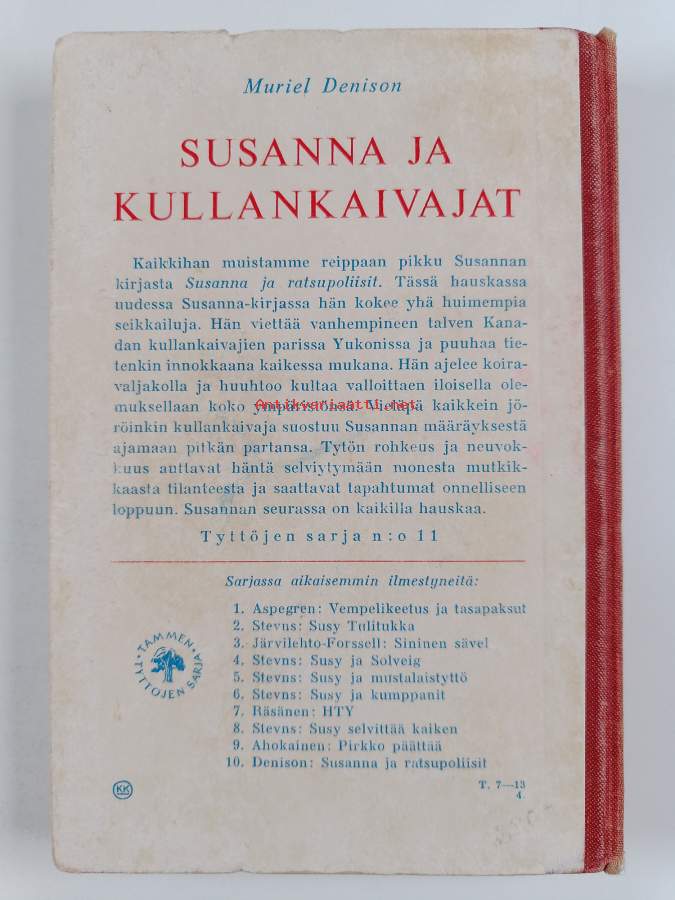 Muriel Denison
SUSANNA JA
KULLANKAIVAJAT
Kaikkihan muistamme reippaan pikku Susannan
kirjasta Susanna ja ratsupoliisit. Tässä hauskassa
uudessa Susanna-kirjassa hän kokee yhä huimempia
seikkailuja. Hän viettää vanhempineen talven Kana-
dan kullankaivajien parissa Yukonissa ja puuhaa tie-
tenkin innokkaana kaikessa mukana. Hän ajelee koira-
valjakolla ja huuhtoo kultaa valloittaen iloisella ole-
muksellaan koko ympäristönsä. Vieläpä kaikkein jö-
röinkin kullankaivaja suostuu Susannan määräyksestä
ajamaan pitkän partansa. Tytön rohkeus ja neuvok-
kuus auttavat häntä selviytymään monesta mutkik-
kaasta tilanteesta ja saattavat tapahtumat onnelliseen
loppuun. Susannan seurassa on kaikilla hauskaa.
Tyttöjen sarja n:o 11
Sarjassa aikaisemmin ilmestyneitä:
1. Aspegren: Vempelikeetus ja tasapaksut
2. Stevns: Susy Tulitukka
3. Järvilehto-Forssell: Sininen sävel
4. Stevns: Susy ja Solveig
5. Stevns: Susy ja mustalaistyttö
6. Stevns: Susy ja kumppanit
7. Räsänen: HTY
8. Stevns: Susy selvittää kaiken
9. Ahokainen: Pirkko päättää
10. Denison: Susanna ja ratsupoliisit
TAMMEN
TYTTÖJEN SARJA
KK
T. 7—13
4.
Antikvariaatti.net